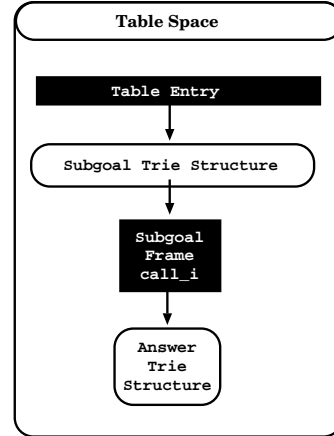 Table Space
Table Entry
Subgoal Trie Structure
Subgoal
Frame
call_i
Answer
Trie
Structure